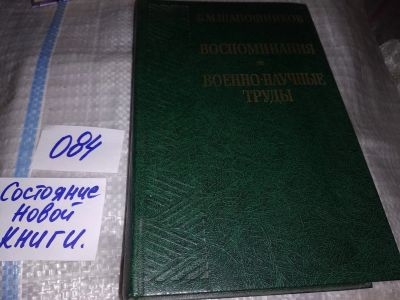 Б.М.ШАПОШНИКОВ
ВОСПОМИНАНИЯ
ВОЕННО-НАУЧНЫЕ
ТРУДЫ
084
Состояние
новой
КНИГИ.